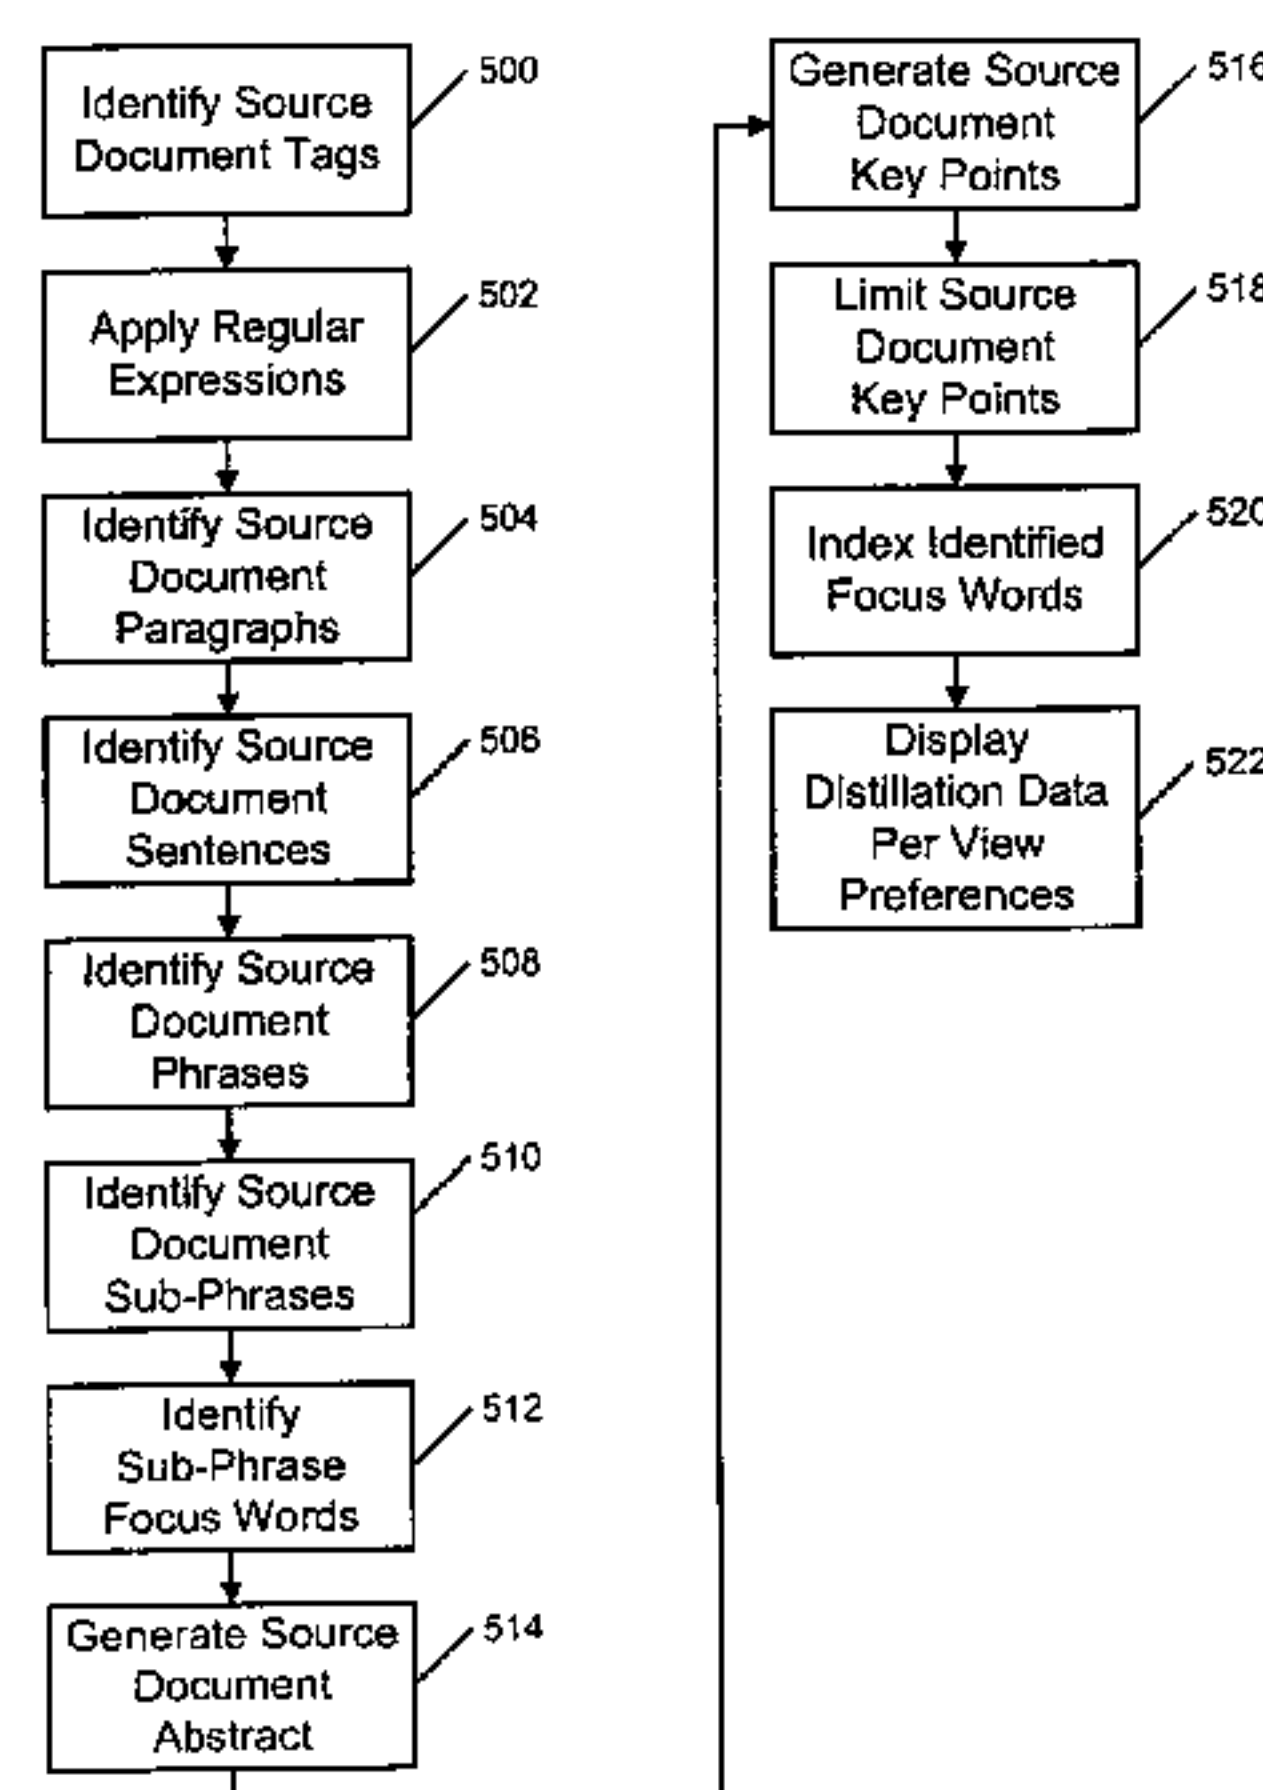 Identify Source
Document Tags
500
Apply Regular
Expressions
502
Identify Source
Document
Paragraphs
504
Identify Source
Document
Sentences
506
Identify Source
Document
Phrases
508
Identify Source
Document
Sub-Phrases
510
Identify
Sub-Phrase
Focus Words
512
Generate Source
Document
Abstract
514
Generate Source
Document
Key Points
516
Limit Source
Document
Key Points
518
Index Identified
Focus Words
520
Display
Distillation Data
Per View
Preferences
522